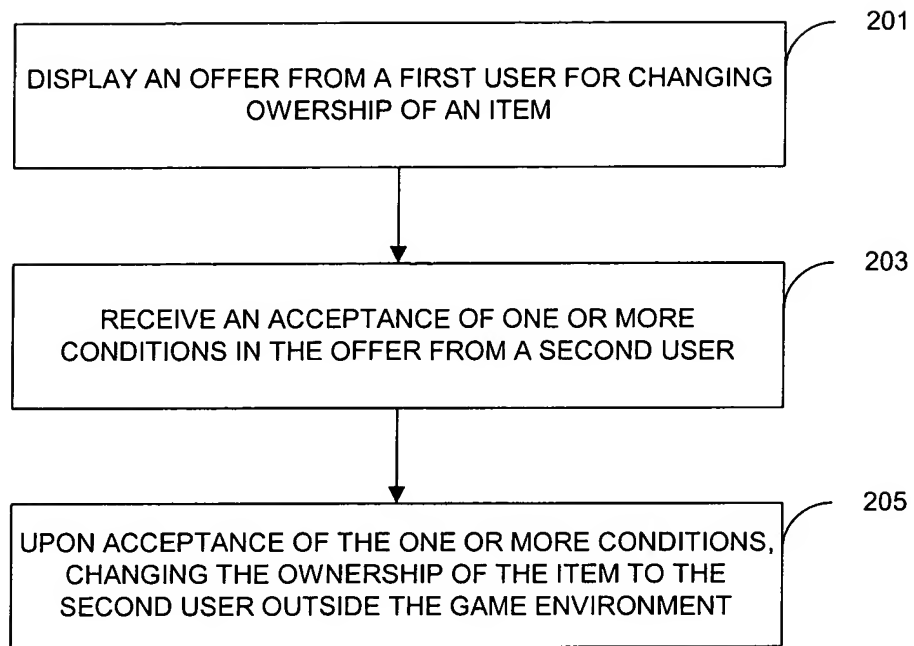 201
DISPLAY AN OFFER FROM A FIRST USER FOR CHANGING
OWERSHIP OF AN ITEM
203
RECEIVE AN ACCEPTANCE OF ONE OR MORE
CONDITIONS IN THE OFFER FROM A SECOND USER
205
UPON ACCEPTANCE OF THE ONE OR MORE CONDITIONS,
CHANGING THE OWNERSHIP OF THE ITEM TO THE
SECOND USER OUTSIDE THE GAME ENVIRONMENT